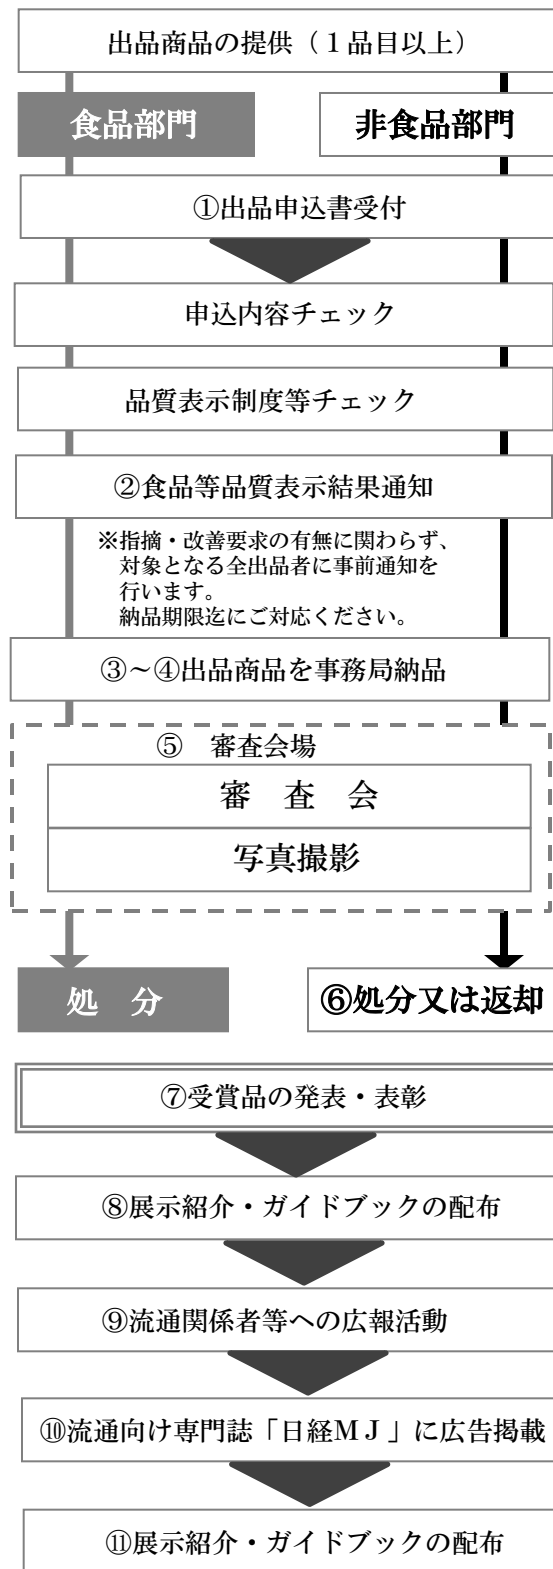 出品商品の提供（１品目以上）
食品部門
非食品部門
①出品申込書受付
申込内容チェック
品質表示制度等チェック
②食品等品質表示結果通知
※指摘・改善要求の有無に関わらず、
対象となる全出品者に事前通知を
行います。
納品期限迄にご対応ください。
③～④出品商品を事務局納品
⑤　審査会場
審　査　会
写真撮影
処　分
⑥処分又は返却
⑦受賞品の発表・表彰
⑧展示紹介・ガイドブックの配布
⑨流通関係者等への広報活動
⑩流通向け専門誌「日経ＭＪ」に広告掲載
⑪展示紹介・ガイドブックの配布